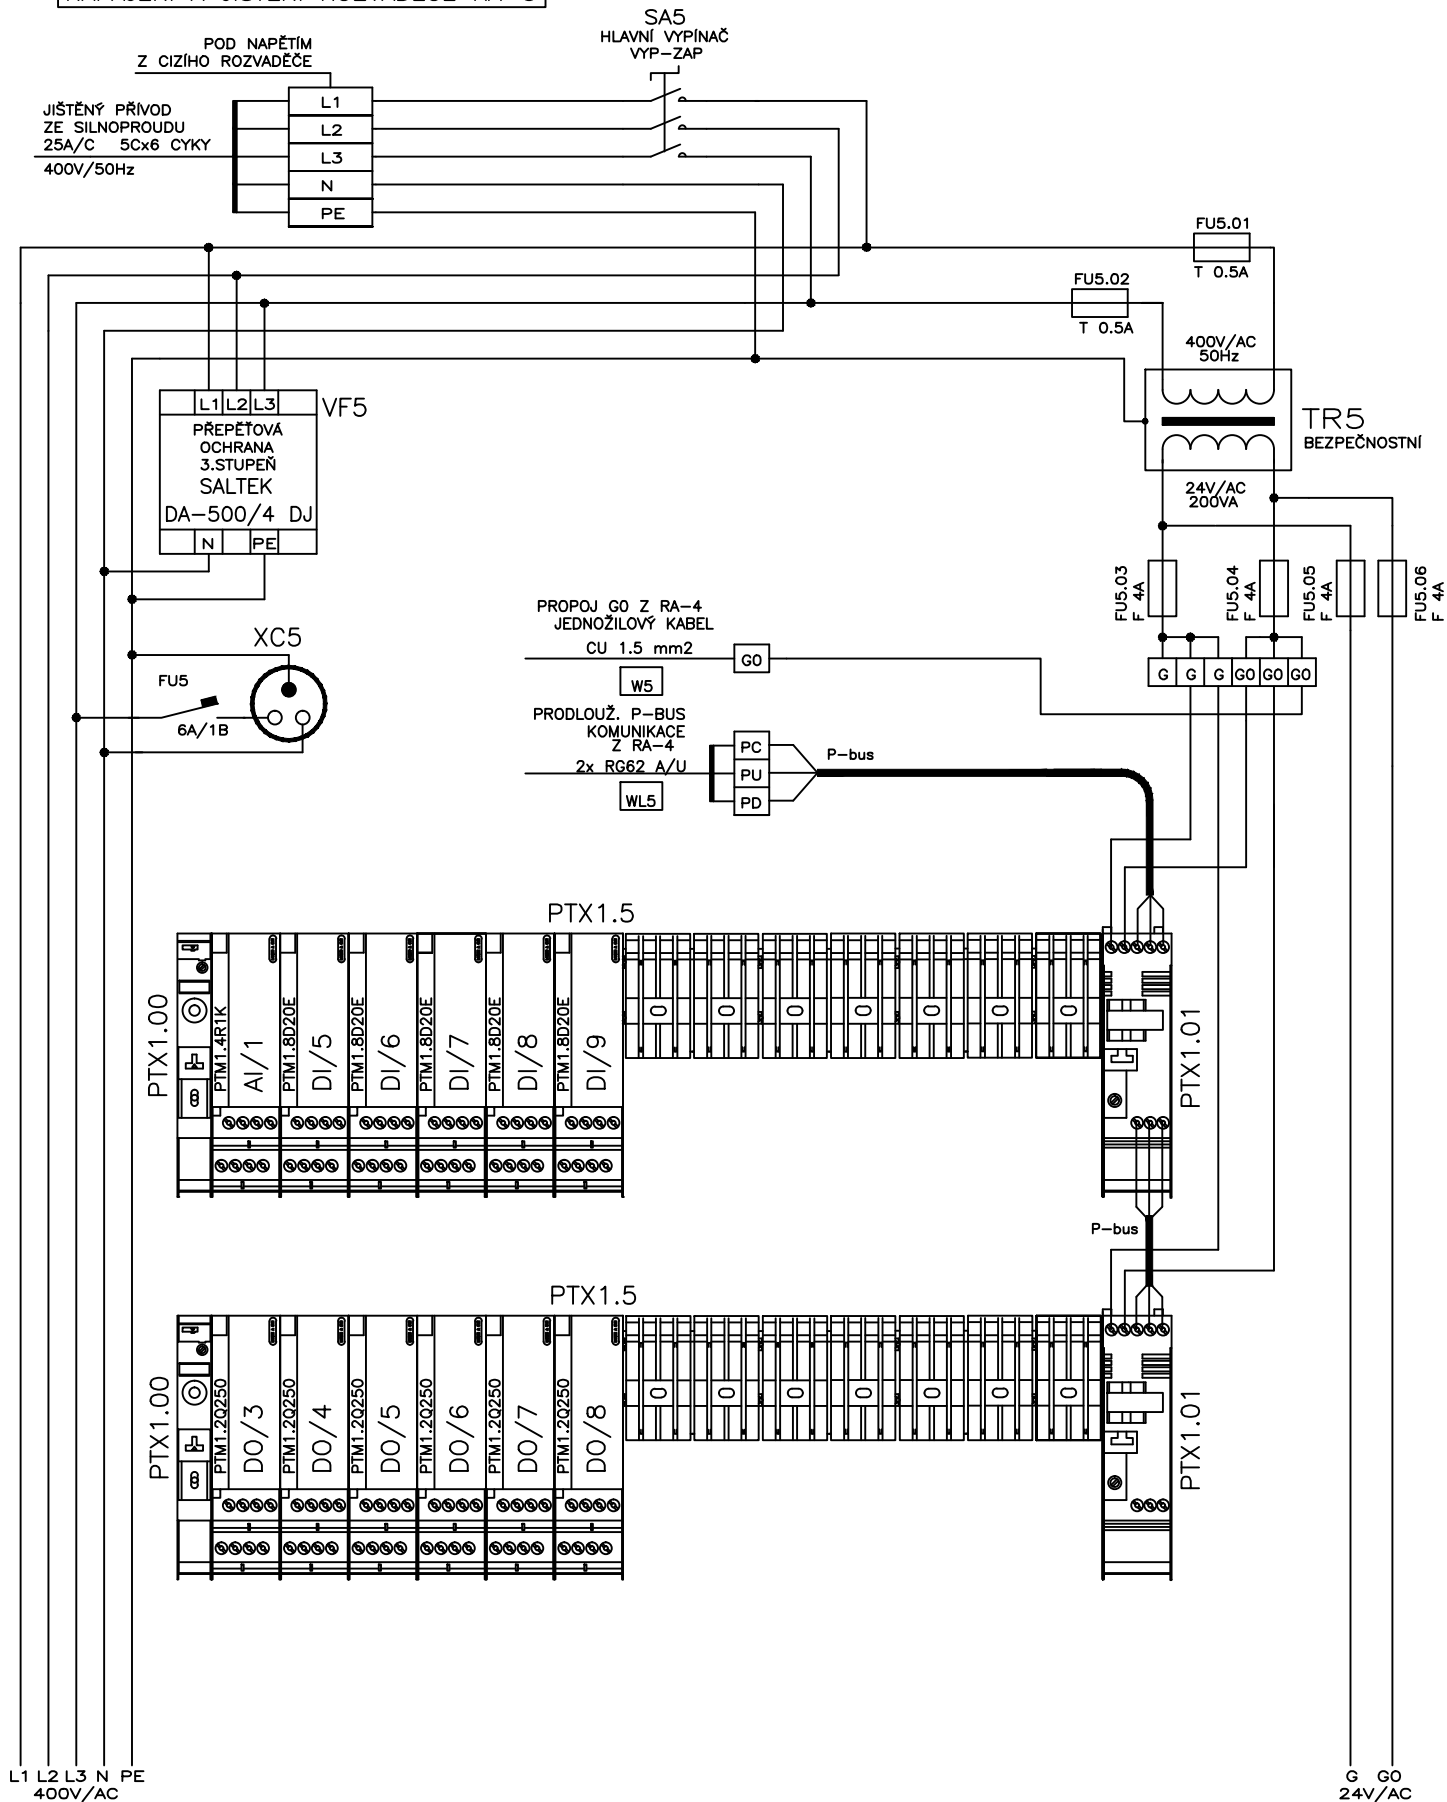 SA5
HLAVNÍ VYPÍNAČ
VYP-ZAP
POD NAPĚTÍM
Z CIZÍHO ROZVADĚČE
JIŠTĚNÝ PŘÍVOD
ZE SILNOPROUDU
25A/C 5Cx6 CYKY
400V/50Hz
L1
L2
L3
N
PE
FU5.01
T 0.5A
FU5.02
T 0.5A
400V/AC
50Hz
TR5
BEZPEČNOSTNÍ
24V/AC
200VA
L1 L2 L3
VF5
PŘEPĚŤOVÁ
OCHRANA
3.STUPEŇ
SALTEK
DA-500/4 DJ
N PE
FU5.03
F 4A
FU5.04
F 4A
FU5.05
F 4A
FU5.06
F 4A
XC5
FU5
6A/1B
PROPOJ G0 Z RA-4
JEDNOŽILOVÝ KABEL
CU 1.5 mm2
G0
W5
G G G G0 G0 G0
PRODLOUŽ. P-BUS
KOMUNIKACE
Z RA-4
2x RG62 A/U
WL5
PC
PU
PD
P-bus
PTX1.5
PTX1.00
PTM1.4R1K
AI/1
PTM1.8D20E
DI/5
PTM1.8D20E
DI/6
PTM1.8D20E
DI/7
PTM1.8D20E
DI/8
PTM1.8D20E
DI/9
PTX1.01
P-bus
PTX1.5
PTX1.00
PTM1.2Q250
DO/3
PTM1.2Q250
DO/4
PTM1.2Q250
DO/5
PTM1.2Q250
DO/6
PTM1.2Q250
DO/7
PTM1.2Q250
DO/8
PTX1.01
L1 L2 L3 N PE
400V/AC
G G0
24V/AC